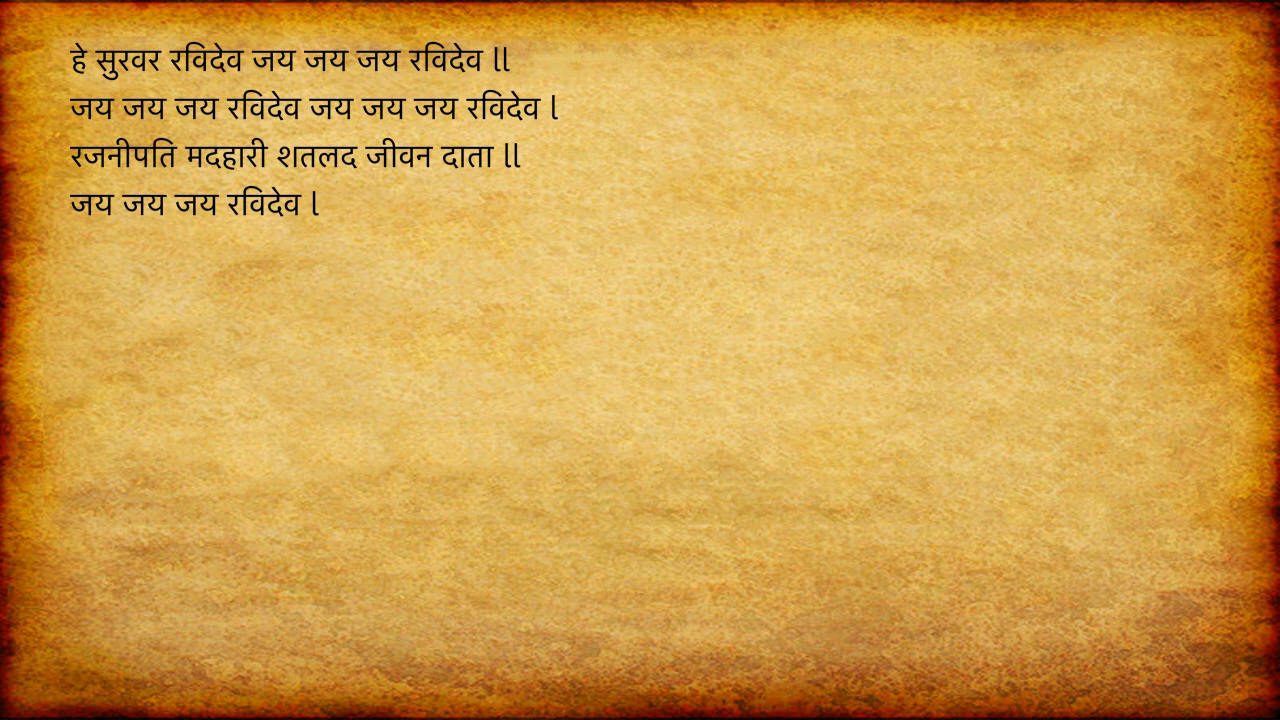 हे सुरवर रविदेव जय जय जय रविदेव ll
जय जय जय रविदेव जय जय जय रविदेव l
रजनीपति मदहारी शतलद जीवन दाता ll
जय जय जय रविदेव l